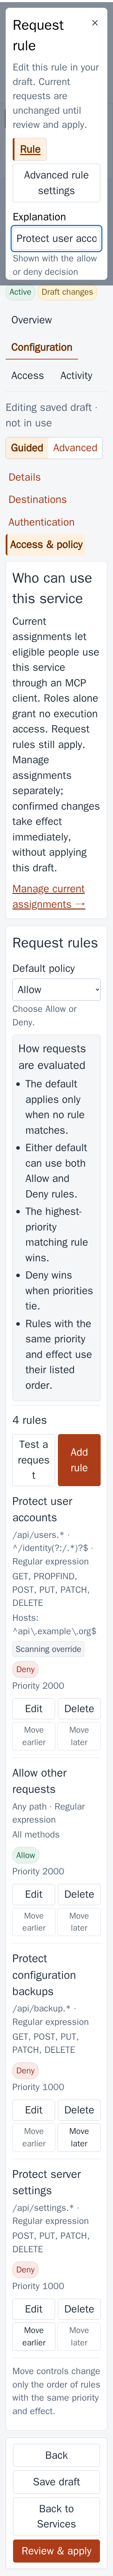 Request
rule
×
Edit this rule in your
draft. Current
requests are
unchanged until
review and apply.
Rule
Advanced rule
settings
Explanation
Protect user acco
Shown with the allow
or deny decision
Active
Draft changes
Overview
Configuration
Access
Activity
Editing saved draft ·
not in use
Guided
Advanced
Details
Destinations
Authentication
Access & policy
Who can use
this service
Current
assignments let
eligible people use
this service
through an MCP
client. Roles alone
grant no execution
access. Request
rules still apply.
Manage
assignments
separately;
confirmed changes
take effect
immediately,
without applying
this draft.
Manage current
assignments →
Request rules
Default policy
Allow
Choose Allow or
Deny.
How requests
are evaluated
• The default
applies only
when no rule
matches.
• Either default
can use both
Allow and
Deny rules.
• The highest-
priority
matching rule
wins.
• Deny wins
when priorities
tie.
• Rules with the
same priority
and effect use
their listed
order.
4 rules
Test a
reques
t
Add
rule
Protect user
accounts
/api/users.* ·
^/identity(?:/.*)?$ ·
Regular expression
GET, PROPFIND,
POST, PUT, PATCH,
DELETE
Hosts:
^api\.example\.org$
Scanning override
Deny
Priority 2000
Edit
Delete
Move
earlier
Move
later
Allow other
requests
Any path · Regular
expression
All methods
Allow
Priority 2000
Edit
Delete
Move
earlier
Move
later
Protect
configuration
backups
/api/backup.* ·
Regular expression
GET, POST, PUT,
PATCH, DELETE
Deny
Priority 1000
Edit
Delete
Move
earlier
Move
later
Protect server
settings
/api/settings.* ·
Regular expression
POST, PUT, PATCH,
DELETE
Deny
Priority 1000
Edit
Delete
Move
earlier
Move
later
Move controls change
only the order of rules
with the same priority
and effect.
Back
Save draft
Back to
Services
Review & apply